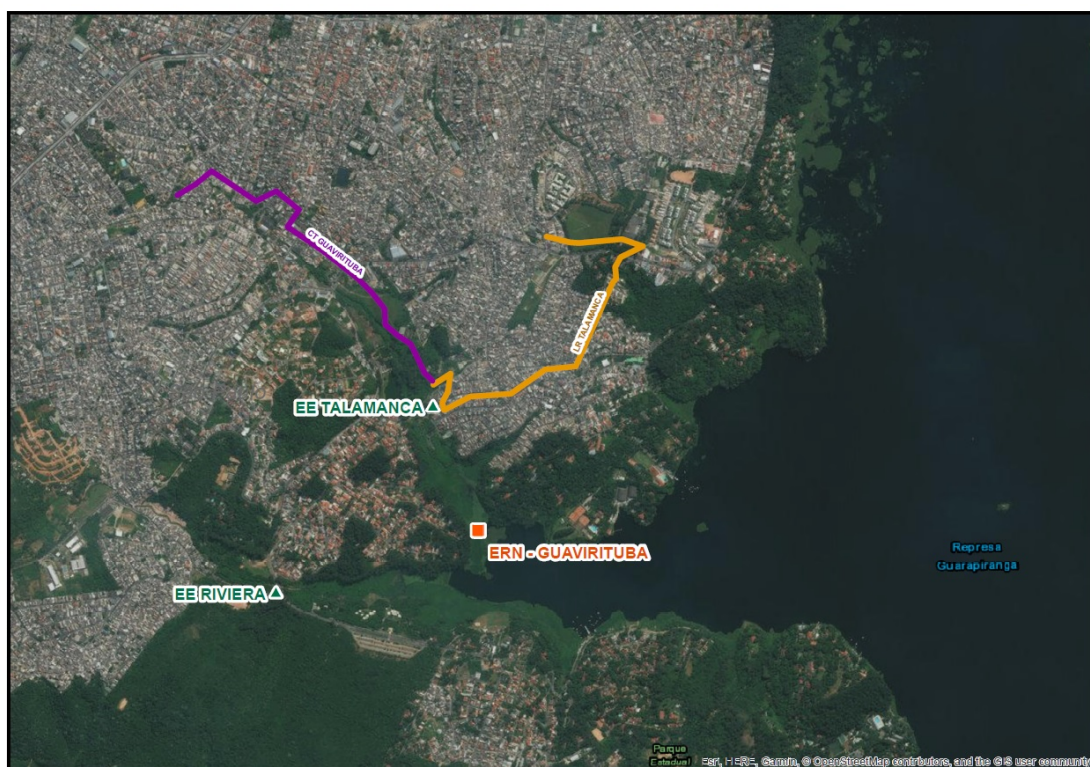 CT GUAVIRITUBA
LR TALAMANCA
EE TALAMANCA
ERN - GUAVIRITUBA
Represa
Guarapiranga
EE RIVIERA
Parque
Estadual
Esri, HERE, Garmin, © OpenStreetMap contributors, and the GIS user community